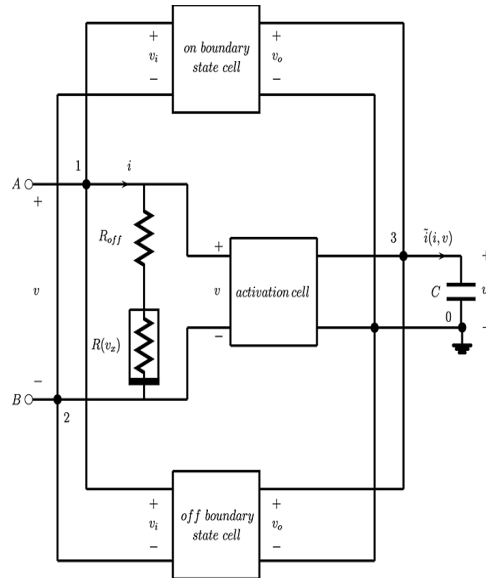 + v_i −
on boundary
state cell
+ v_o −
1
i
A
+
v
−
B
2
R_off
R(v_x)
+
v
−
activation cell
3
ĩ(i, v)
C
0
+
v
−
+ v_i −
off boundary
state cell
+ v_o −